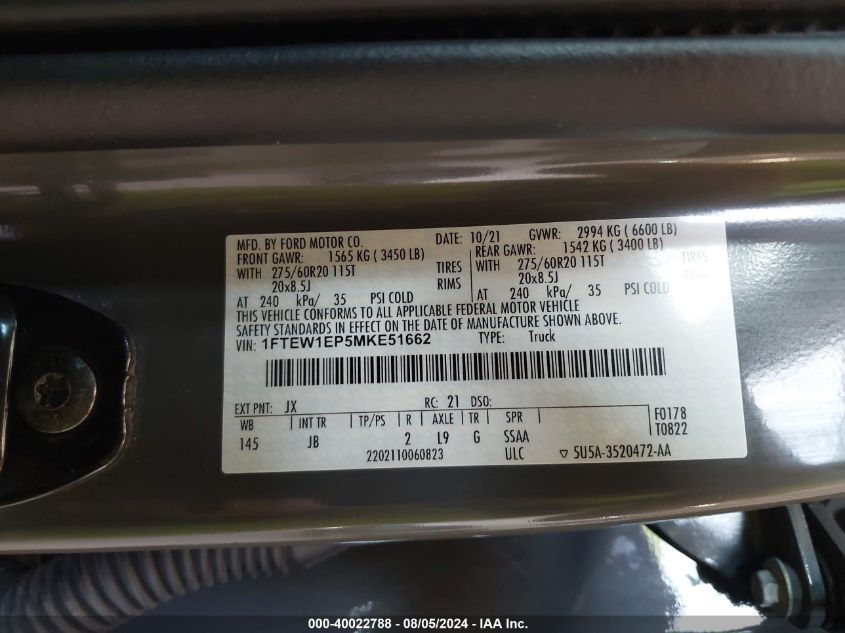 MFD. BY FORD MOTOR CO. DATE: 10/21 GVWR: 2994 KG ( 6600 LB)
FRONT GAWR: 1565 KG ( 3450 LB) REAR GAWR: 1542 KG ( 3400 LB)
WITH 275/60R20 115T TIRES WITH 275/60R20 115T TIRES
20x8.5J RIMS 20x8.5J RIMS
AT 240 kPa/ 35 PSI COLD AT 240 kPa/ 35 PSI COLD
THIS VEHICLE CONFORMS TO ALL APPLICABLE FEDERAL MOTOR VEHICLE
SAFETY STANDARDS IN EFFECT ON THE DATE OF MANUFACTURE SHOWN ABOVE.
VIN: 1FTEW1EP5MKE51662 TYPE: Truck
EXT PNT: JX RC: 21 DSO:
WB INT TR TP/PS R AXLE TR SPR F0178
145 JB 2 L9 G SSAA T0822
2202110060823 ULC ▽ 5U5A-3520472-AA
000-40022788 - 08/05/2024 - IAA Inc.